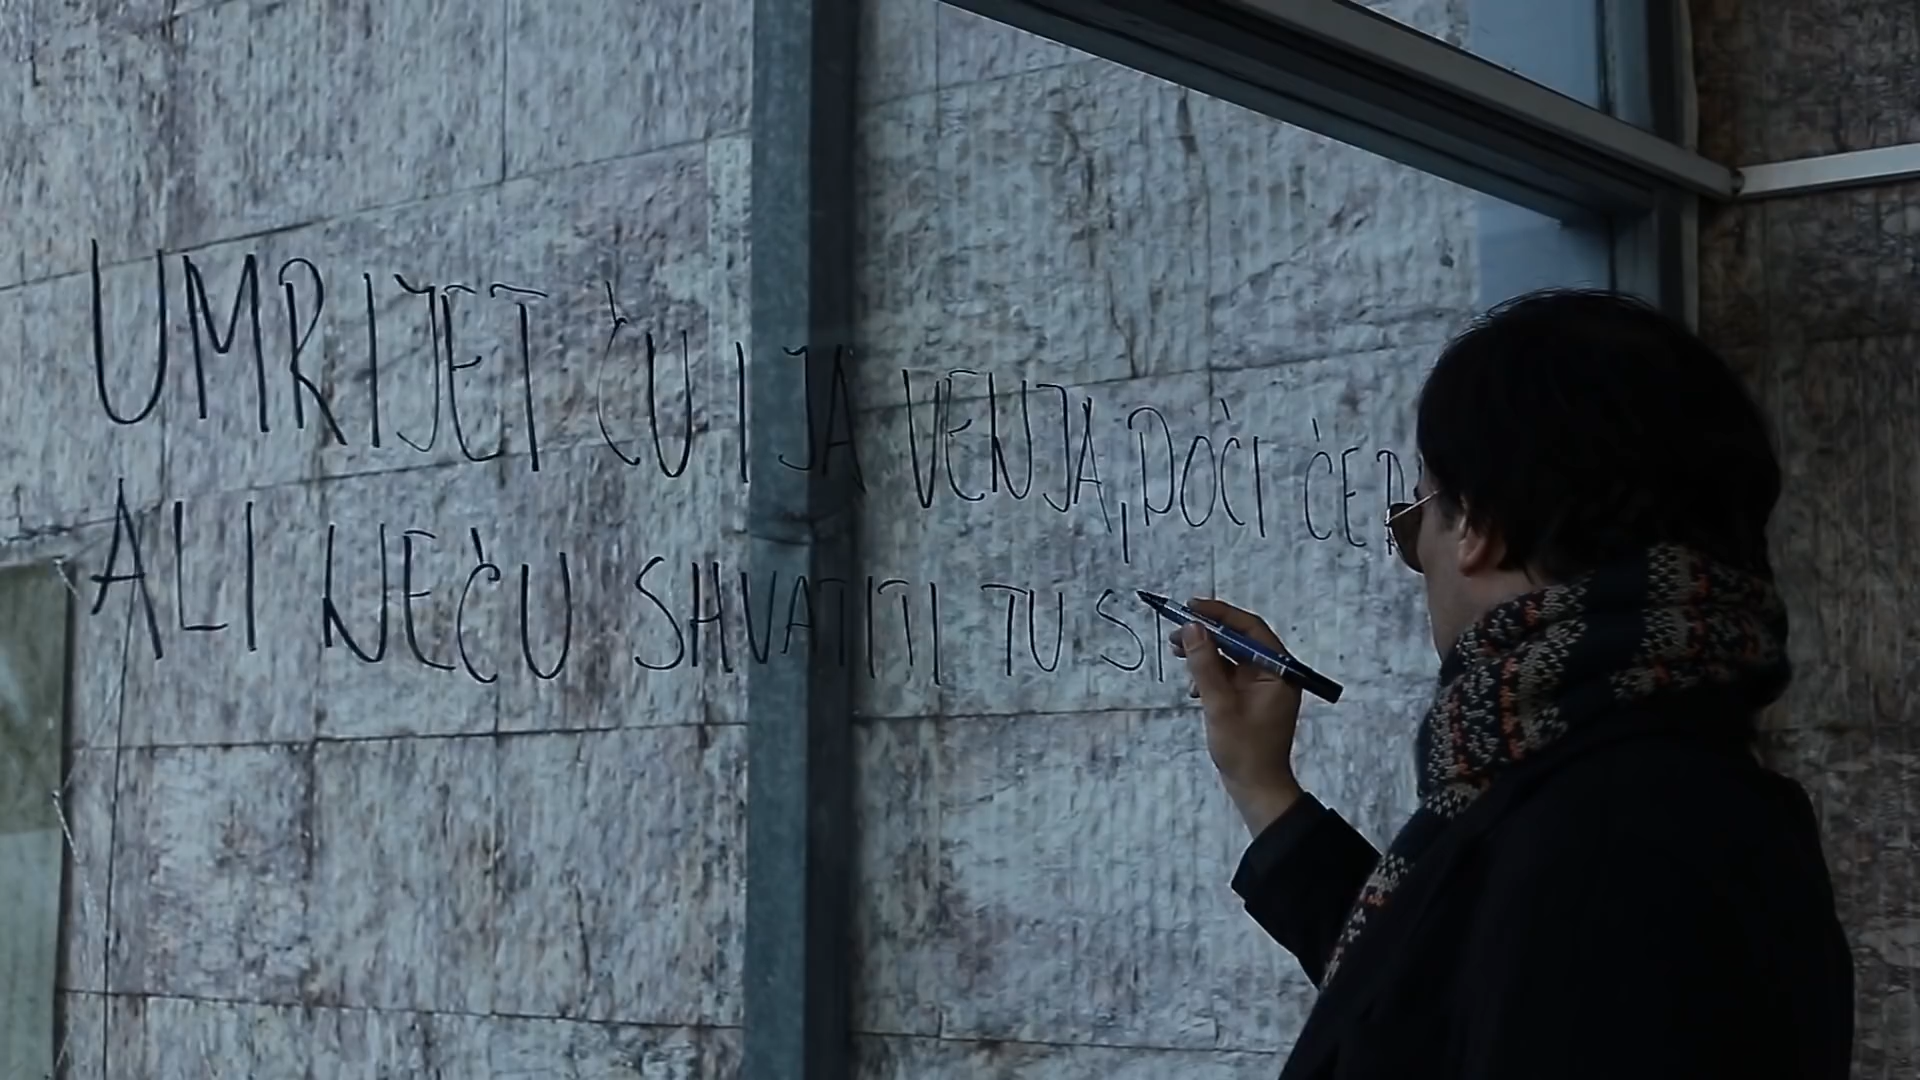 UMRIJET ĆU I JA VENJA, DOĆI ĆE
ALI NEĆU SHVATITI TU